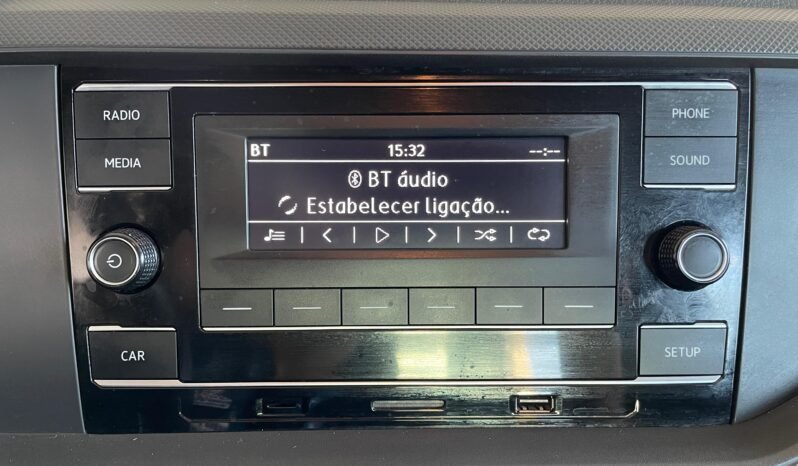 RADIO
MEDIA
CAR
BT 15:32 --:--
BT áudio
Estabelecer ligação...
PHONE
SOUND
SETUP